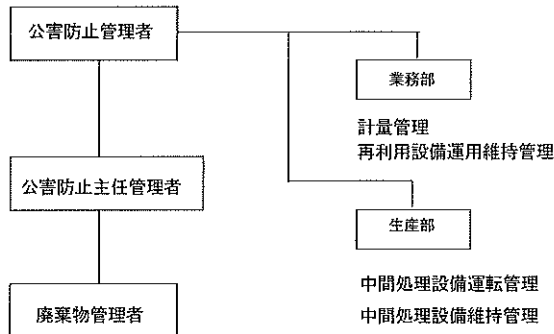 公害防止管理者
業務部
計量管理
再利用設備運用維持管理
公害防止主任管理者
生産部
中間処理設備運転管理
廃棄物管理者
中間処理設備維持管理